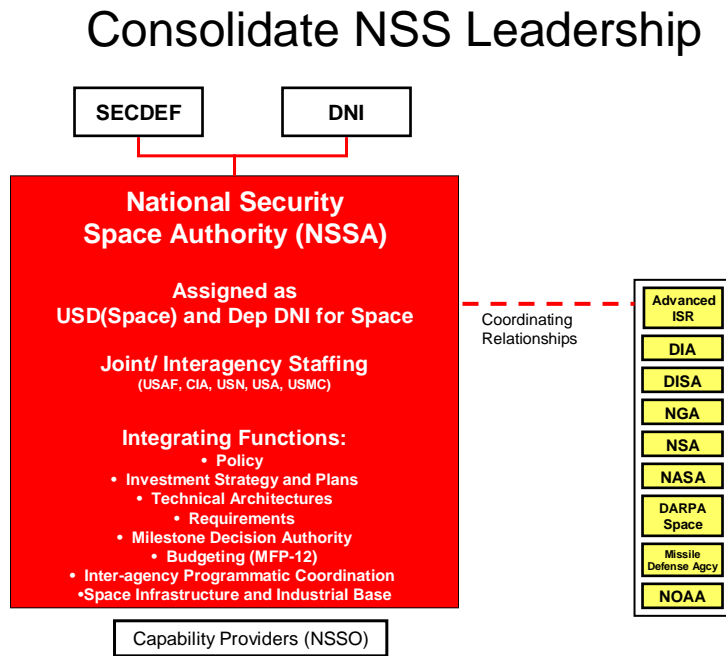 Consolidate NSS Leadership
SECDEF
DNI
National Security
Space Authority (NSSA)
Assigned as
USD(Space) and Dep DNI for Space
Joint/ Interagency Staffing
(USAF, CIA, USN, USA, USMC)
Integrating Functions:
• Policy
• Investment Strategy and Plans
• Technical Architectures
• Requirements
• Milestone Decision Authority
• Budgeting (MFP-12)
• Inter-agency Programmatic Coordination
•Space Infrastructure and Industrial Base
Capability Providers (NSSO)
Coordinating
Relationships
Advanced
ISR
DIA
DISA
NGA
NSA
NASA
DARPA
Space
Missile
Defense Agcy
NOAA